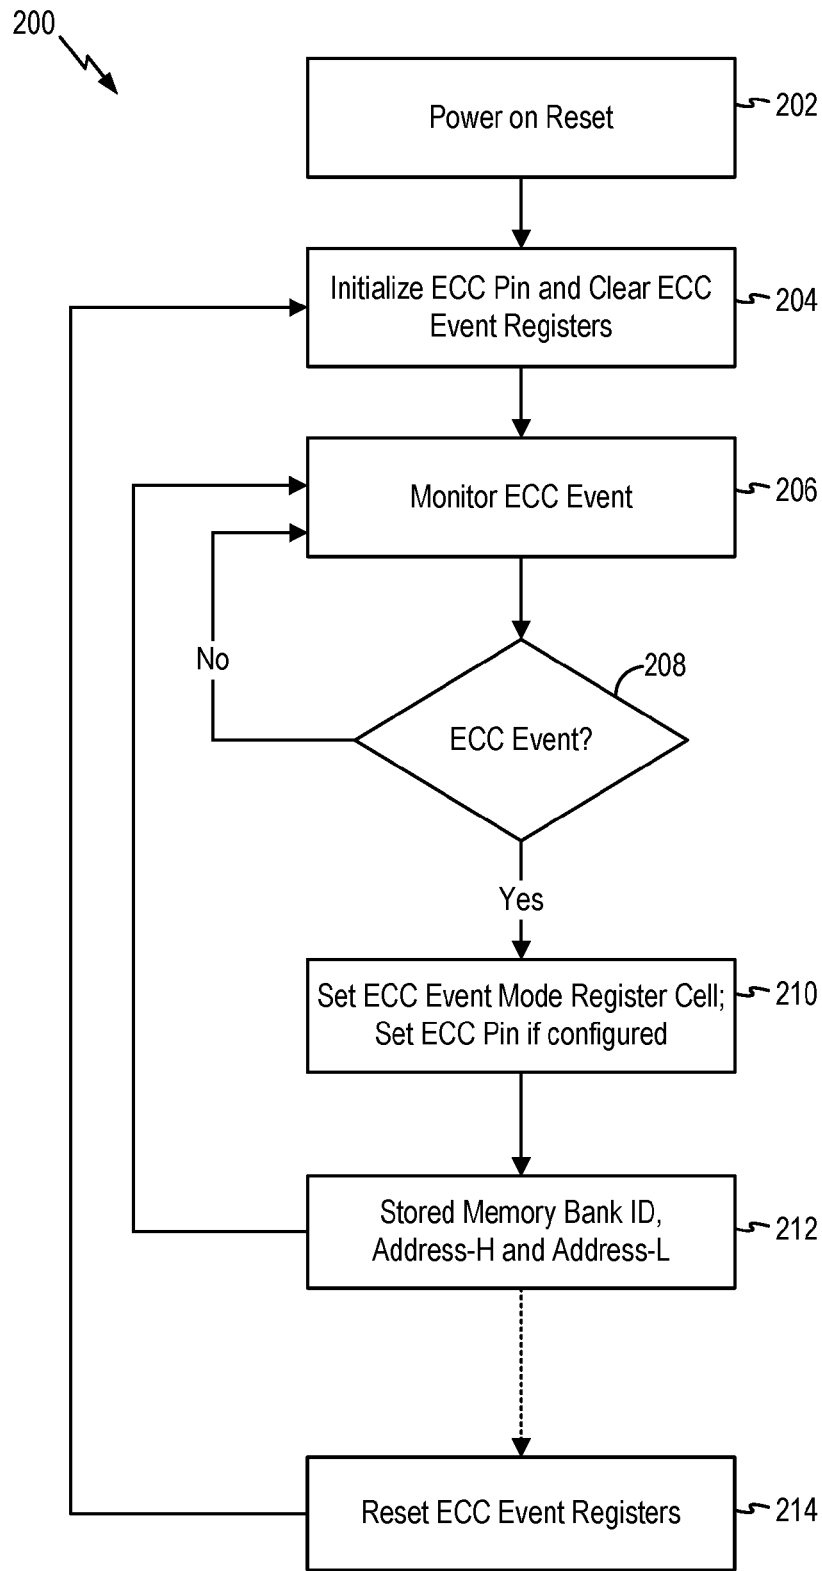 200
Power on Reset
202
Initialize ECC Pin and Clear ECC
Event Registers
204
Monitor ECC Event
206
No
208
ECC Event?
Yes
Set ECC Event Mode Register Cell;
Set ECC Pin if configured
210
Stored Memory Bank ID,
Address-H and Address-L
212
Reset ECC Event Registers
214